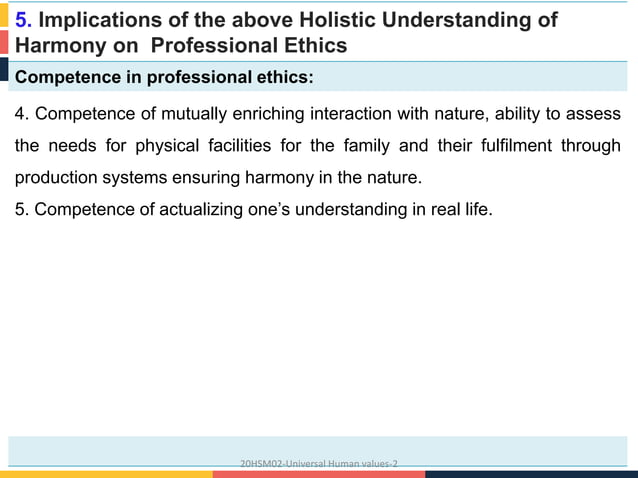 5. Implications of the above Holistic Understanding of
Harmony on  Professional Ethics
Competence in professional ethics:
4. Competence of mutually enriching interaction with nature, ability to assess
the needs for physical facilities for the family and their fulfilment through
production systems ensuring harmony in the nature.
5. Competence of actualizing one’s understanding in real life.
20HSM02-Universal Human values-2